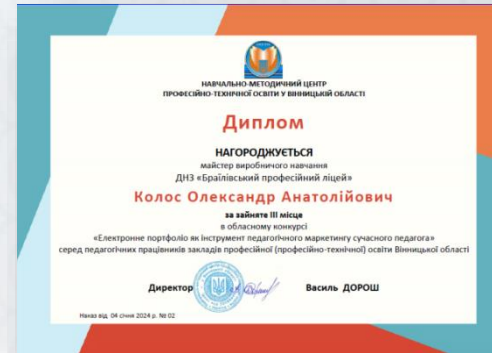 НАВЧАЛЬНО-МЕТОДИЧНИЙ ЦЕНТР
ПРОФЕСІЙНО-ТЕХНІЧНОЇ ОСВІТИ У ВІННИЦЬКІЙ ОБЛАСТІ
Диплом
НАГОРОДЖУЄТЬСЯ
майстер виробничого навчання
ДНЗ «Браїлівський професійний ліцей»
Колос Олександр Анатолійович
за зайняте III місце
в обласному конкурсі
«Електронне портфоліо як інструмент педагогічного маркетингу сучасного педагога»
серед педагогічних працівників закладів професійної (професійно-технічної) освіти Вінницької області
Директор Василь ДОРОШ
Наказ від 04 січня 2024 р. № 02